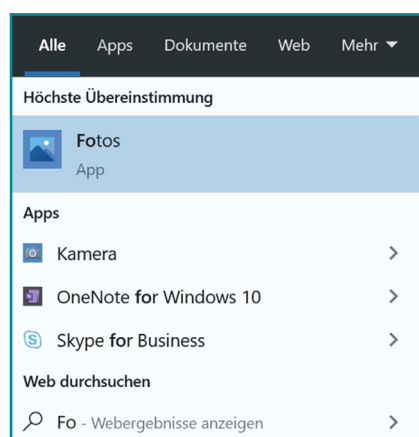 Alle Apps Dokumente Web Mehr
Höchste Übereinstimmung
Fotos
App
Apps
Kamera
OneNote for Windows 10
Skype for Business
Web durchsuchen
Fo - Webergebnisse anzeigen